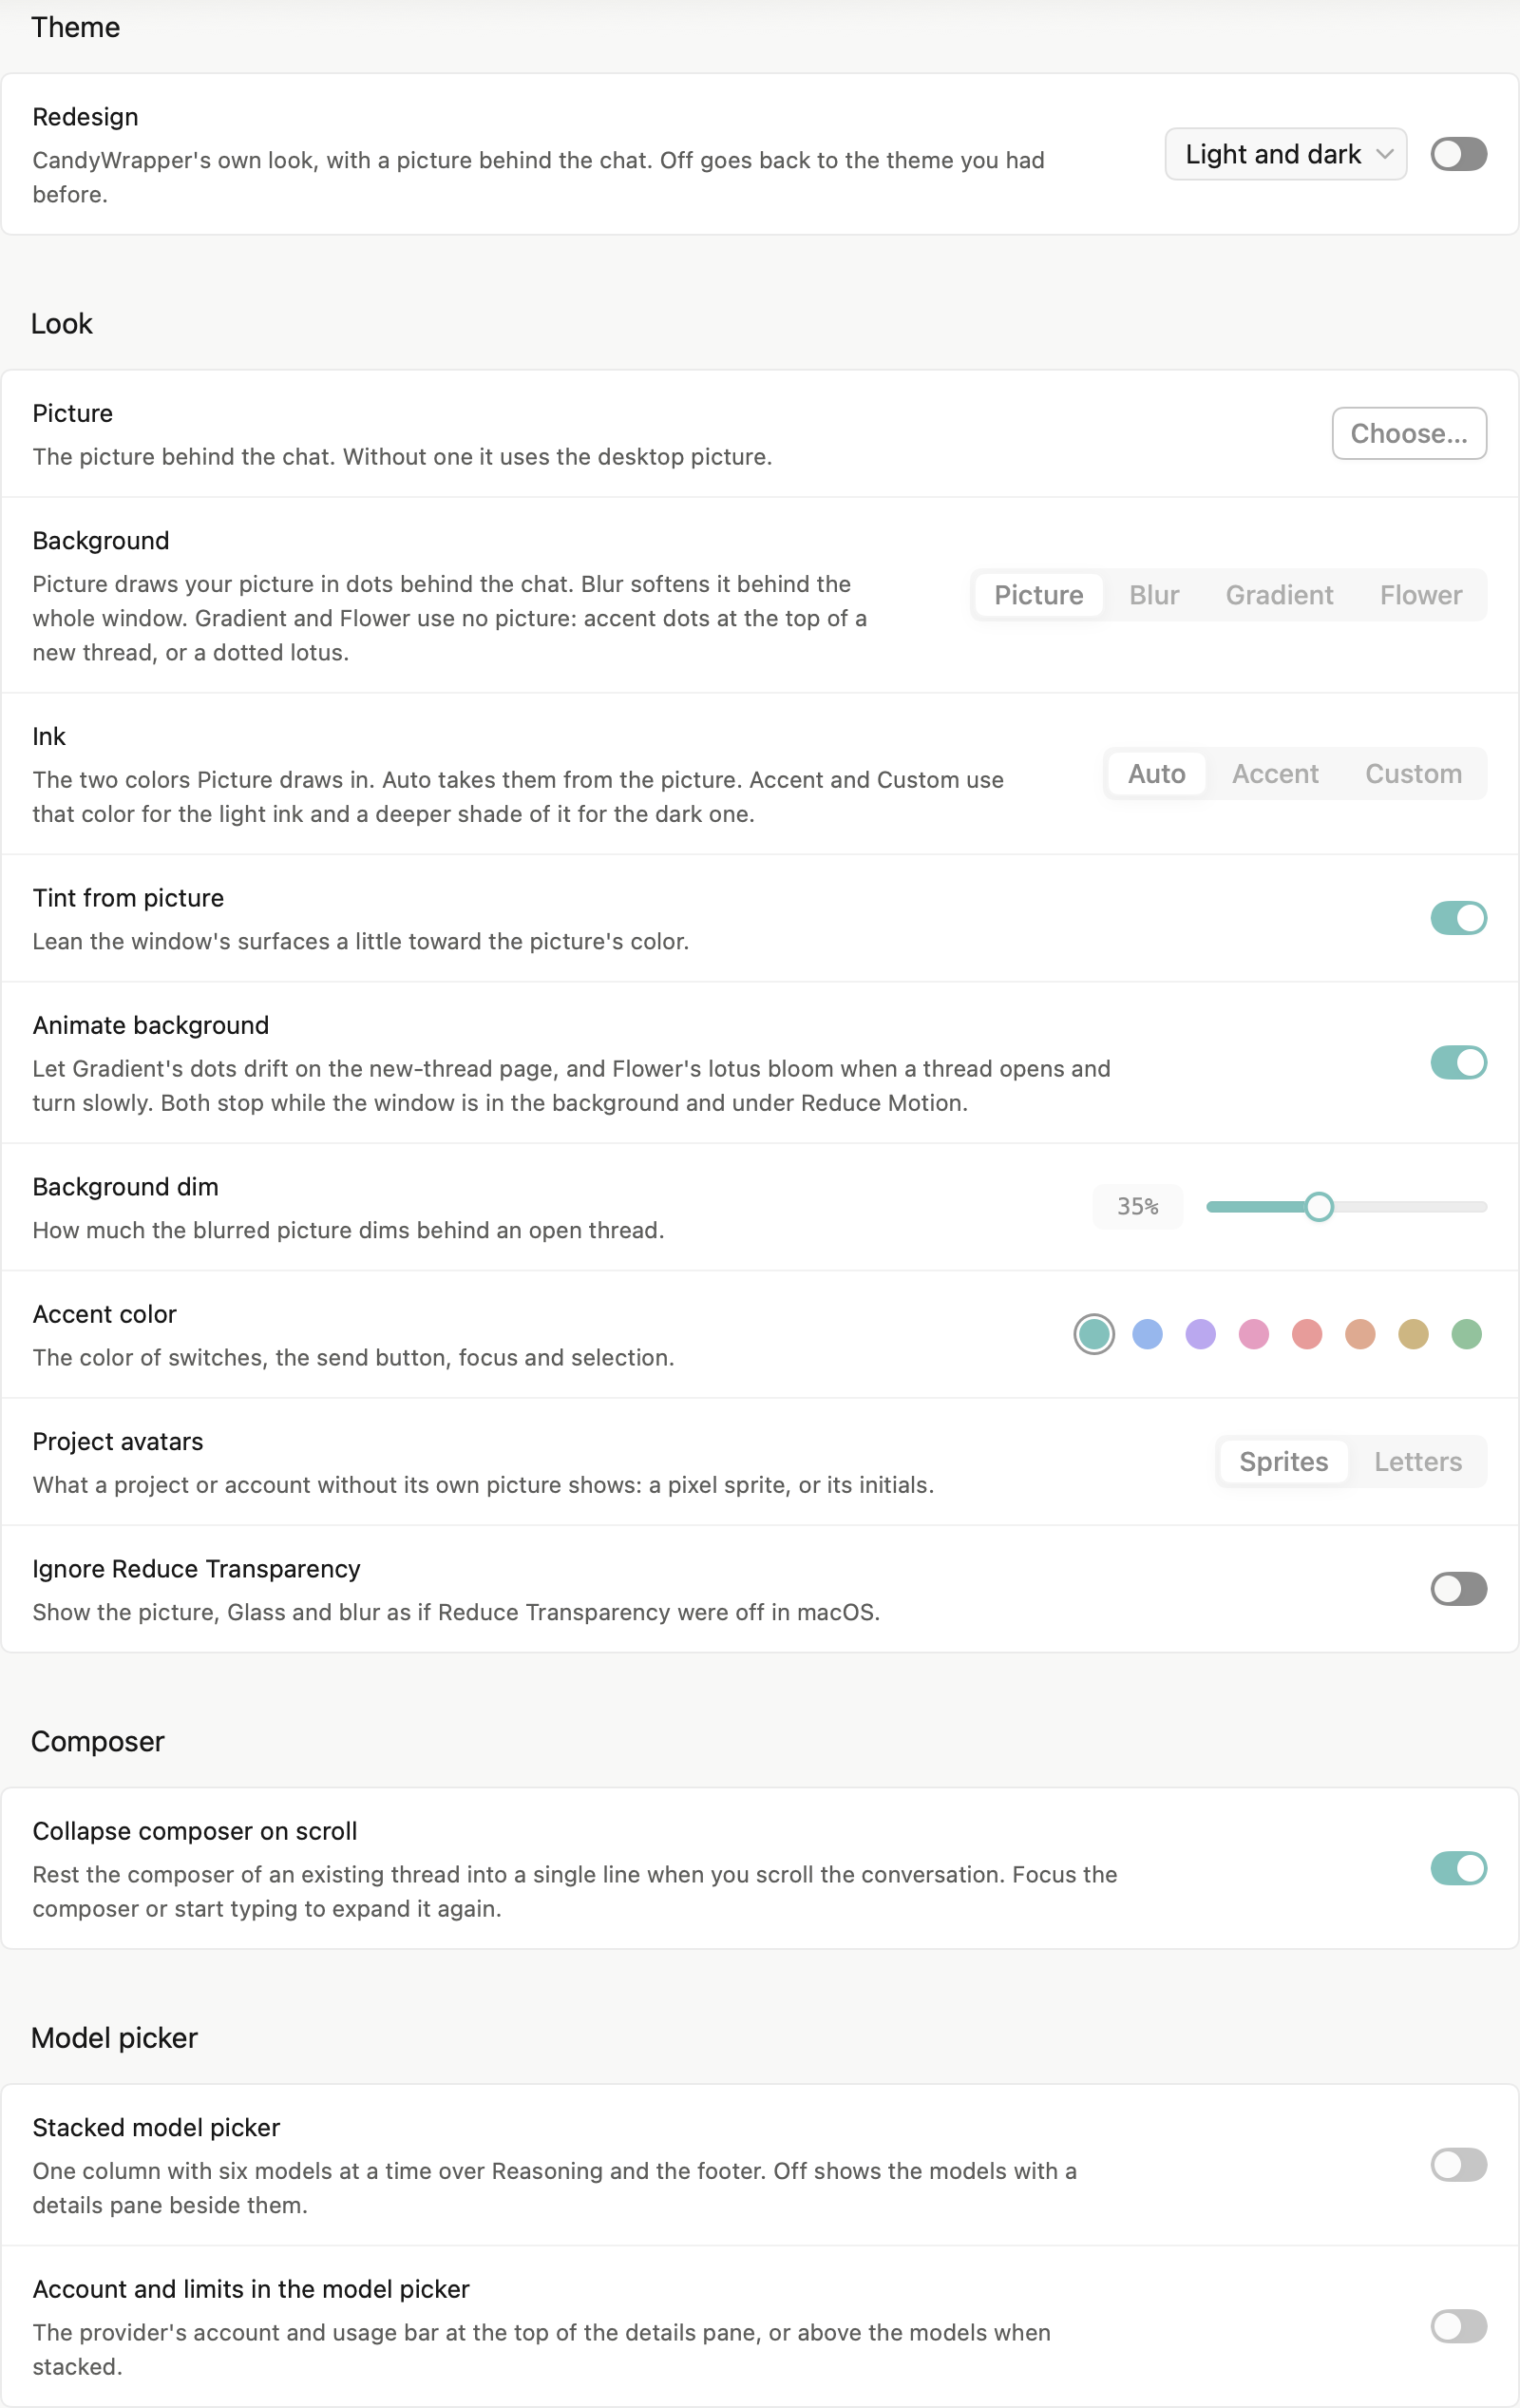 Theme
Redesign
CandyWrapper's own look, with a picture behind the chat. Off goes back to the theme you had
before.
Light and dark
Look
Picture
The picture behind the chat. Without one it uses the desktop picture.
Choose...
Background
Picture draws your picture in dots behind the chat. Blur softens it behind the
whole window. Gradient and Flower use no picture: accent dots at the top of a
new thread, or a dotted lotus.
Picture Blur Gradient Flower
Ink
The two colors Picture draws in. Auto takes them from the picture. Accent and Custom use
that color for the light ink and a deeper shade of it for the dark one.
Auto Accent Custom
Tint from picture
Lean the window's surfaces a little toward the picture's color.
Animate background
Let Gradient's dots drift on the new-thread page, and Flower's lotus bloom when a thread opens and
turn slowly. Both stop while the window is in the background and under Reduce Motion.
Background dim
How much the blurred picture dims behind an open thread.
35%
Accent color
The color of switches, the send button, focus and selection.
Project avatars
What a project or account without its own picture shows: a pixel sprite, or its initials.
Sprites Letters
Ignore Reduce Transparency
Show the picture, Glass and blur as if Reduce Transparency were off in macOS.
Composer
Collapse composer on scroll
Rest the composer of an existing thread into a single line when you scroll the conversation. Focus the
composer or start typing to expand it again.
Model picker
Stacked model picker
One column with six models at a time over Reasoning and the footer. Off shows the models with a
details pane beside them.
Account and limits in the model picker
The provider's account and usage bar at the top of the details pane, or above the models when
stacked.